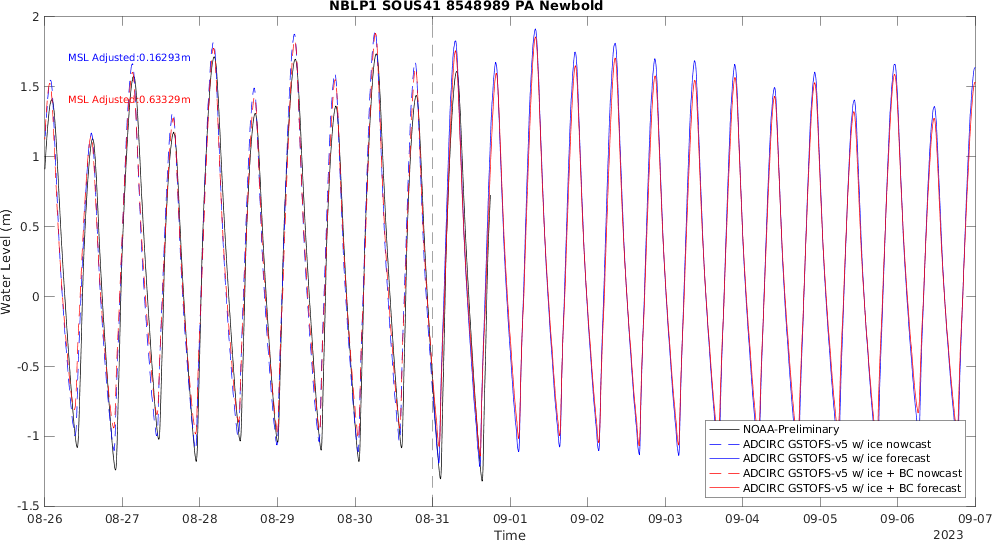 NBLP1 SOUS41 8548989 PA Newbold
Water Level (m)
2
1.5
1
0.5
0
-0.5
-1
-1.5
MSL Adjusted:0.16293m
MSL Adjusted:0.63329m
NOAA-Preliminary
ADCIRC GSTOFS-v5 w/ ice nowcast
ADCIRC GSTOFS-v5 w/ ice forecast
ADCIRC GSTOFS-v5 w/ ice + BC nowcast
ADCIRC GSTOFS-v5 w/ ice + BC forecast
08-26 08-27 08-28 08-29 08-30 08-31 09-01 09-02 09-03 09-04 09-05 09-06 09-07
Time
2023